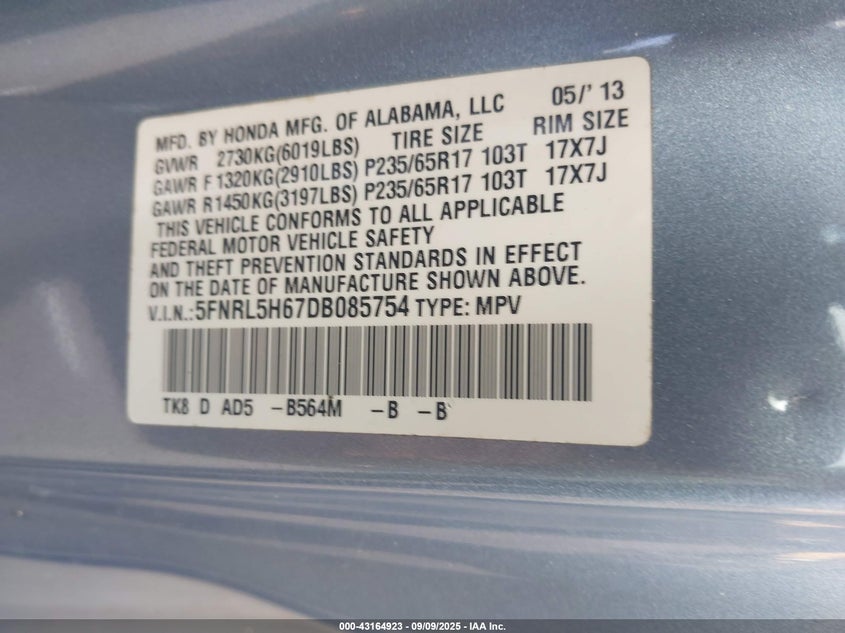 MFD. BY HONDA MFG. OF ALABAMA, LLC 05/' 13
GVWR 2730KG(6019LBS) TIRE SIZE RIM SIZE
GAWR F1320KG(2910LBS) P235/65R17 103T 17X7J
GAWR R1450KG(3197LBS) P235/65R17 103T 17X7J
THIS VEHICLE CONFORMS TO ALL APPLICABLE
FEDERAL MOTOR VEHICLE SAFETY
AND THEFT PREVENTION STANDARDS IN EFFECT
ON THE DATE OF MANUFACTURE SHOWN ABOVE.
V.I.N.:5FNRL5H67DB085754 TYPE: MPV
TK8 D AD5 -B564M -B -B
000-43164923 - 09/09/2025 - IAA Inc.